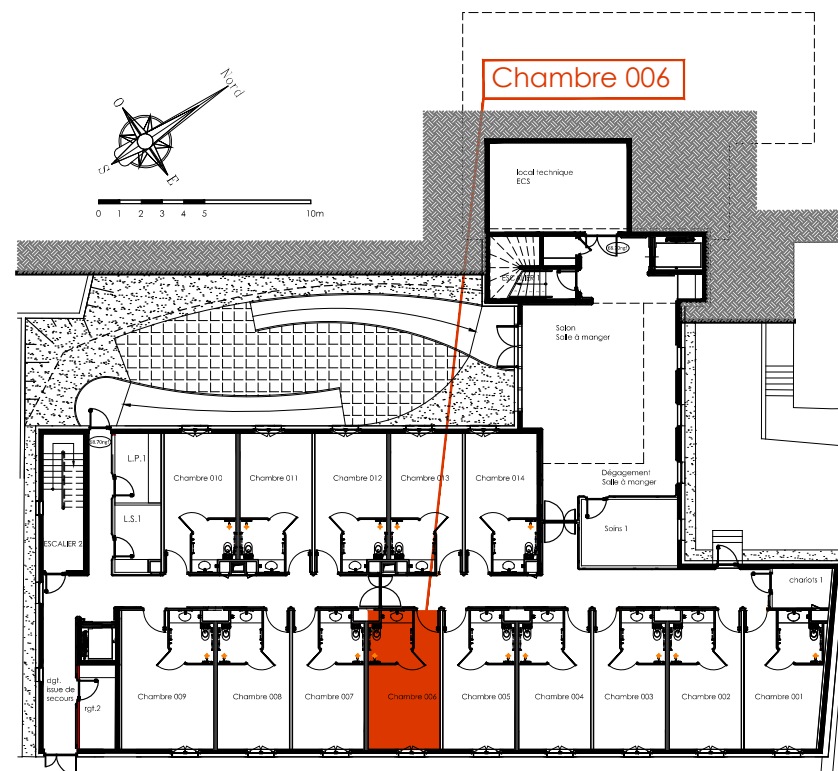 Chambre 006
Nord
O
S
E
0 1 2 3 4 5 10m
local technique
ECS
ESCALIER 1
Salon
Salle à manger
Dégagement
Salle à manger
Soins 1
chariots 1
L.P.1
L.S.1
ESCALIER 2
Chambre 010
Chambre 011
Chambre 012
Chambre 013
Chambre 014
dgt.
issue de
secours
rgt.2
Chambre 009
Chambre 008
Chambre 007
Chambre 006
Chambre 005
Chambre 004
Chambre 003
Chambre 002
Chambre 001